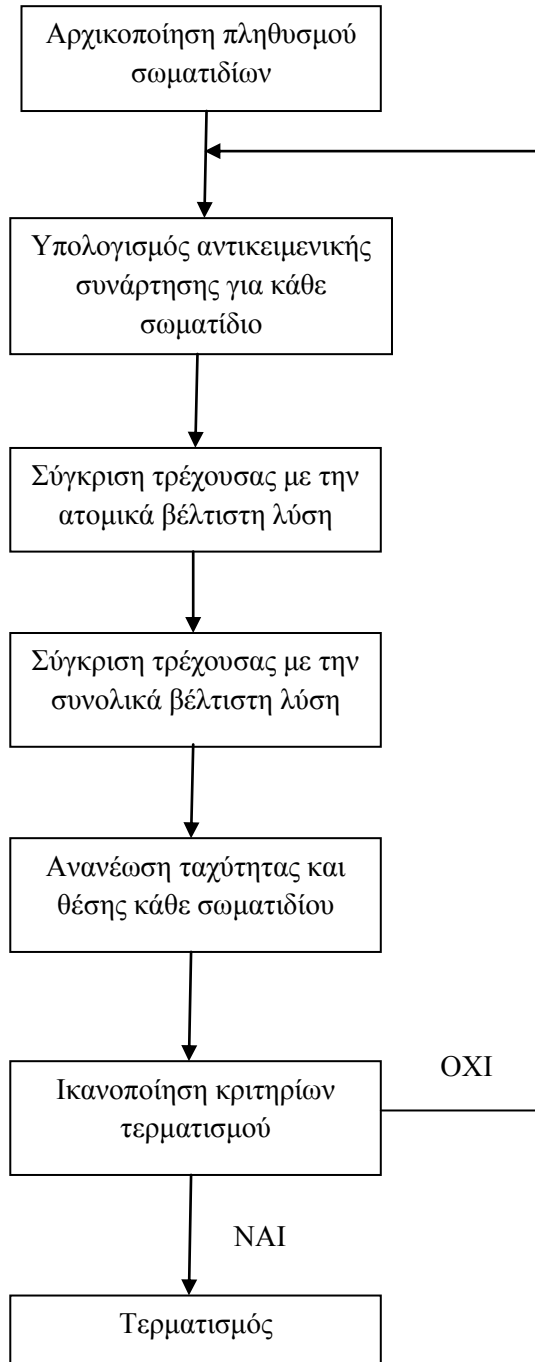 Αρχικοποίηση πληθυσμού
σωματιδίων
Υπολογισμός αντικειμενικής
συνάρτησης για κάθε
σωματίδιο
Σύγκριση τρέχουσας με την
ατομικά βέλτιστη λύση
Σύγκριση τρέχουσας με την
συνολικά βέλτιστη λύση
Ανανέωση ταχύτητας και
θέσης κάθε σωματιδίου
Ικανοποίηση κριτηρίων
τερματισμού
ΟΧΙ
ΝΑΙ
Τερματισμός